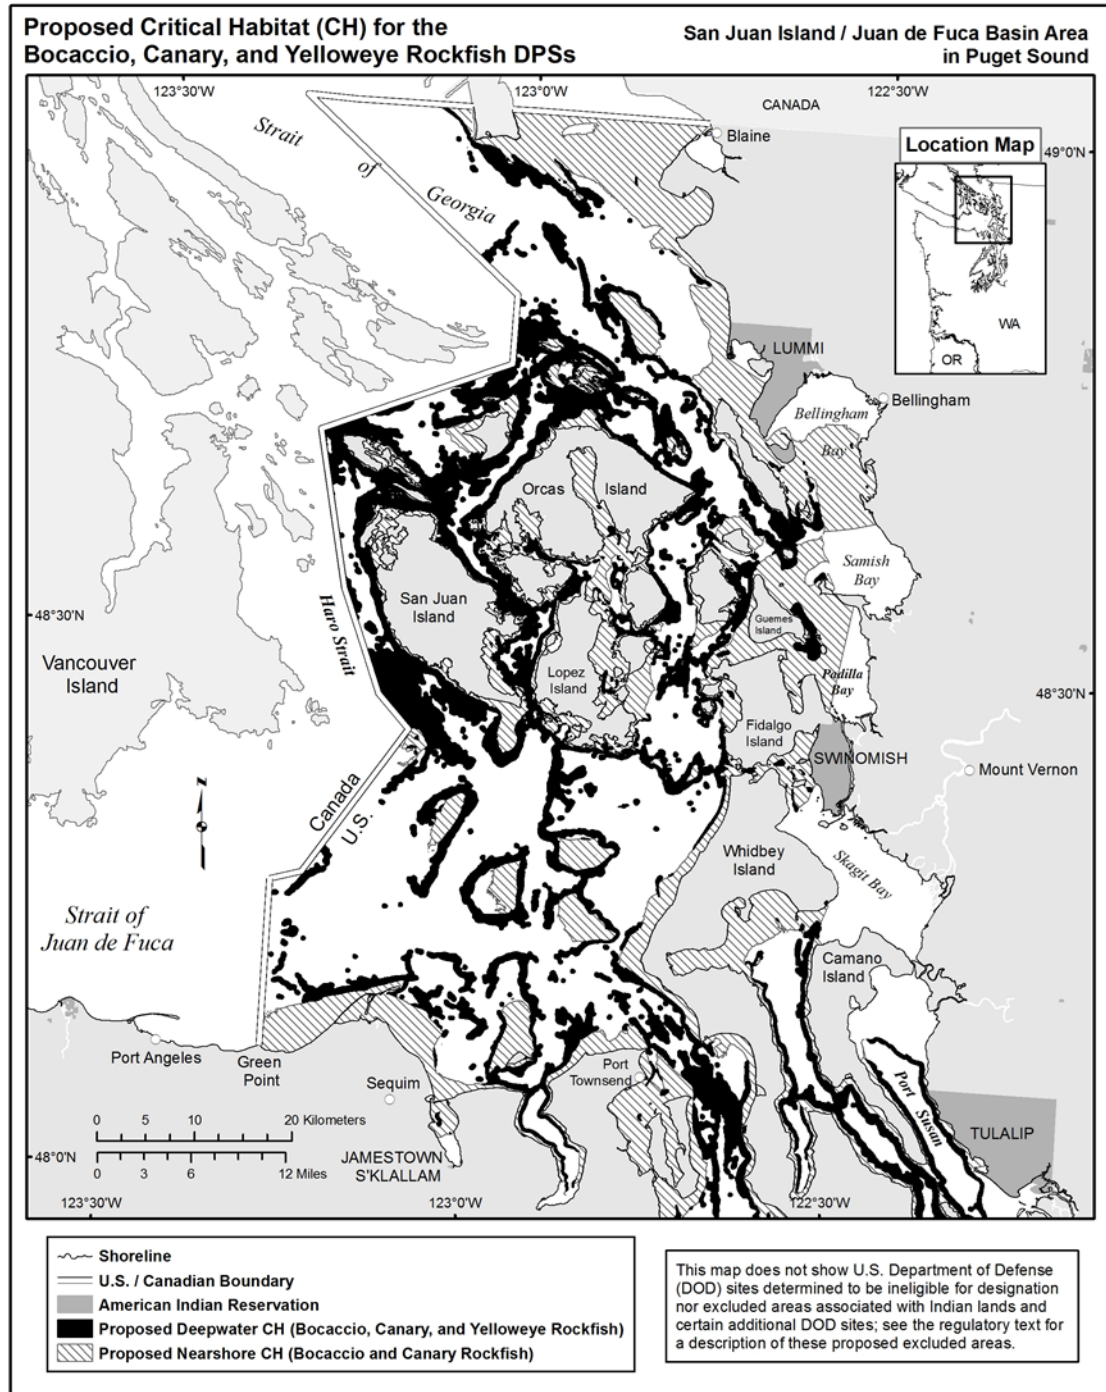 Proposed Critical Habitat (CH) for the
Bocaccio, Canary, and Yelloweye Rockfish DPSs
San Juan Island / Juan de Fuca Basin Area
in Puget Sound
123°30'W
123°0'W
122°30'W
CANADA
Blaine
49°0'N
Location Map
WA
OR
Strait
of
Georgia
LUMMI
Bellingham
Bellingham
Bay
Orcas
Island
Samish
Bay
San Juan
Island
Haro Strait
Guemes
Island
48°30'N
Vancouver
Island
Lopez
Island
Padilla
Bay
48°30'N
Fidalgo
Island
SWINOMISH
Mount Vernon
N
Canada
U.S.
Whidbey
Island
Skagit Bay
Strait of
Juan de Fuca
Camano
Island
Port Angeles
Green
Point
Sequim
Port
Townsend
Port Susan
TULALIP
0 5 10 20 Kilometers
0 3 6 12 Miles
JAMESTOWN
S'KLALLAM
48°0'N
123°30'W
123°0'W
122°30'W
Shoreline
U.S. / Canadian Boundary
American Indian Reservation
Proposed Deepwater CH (Bocaccio, Canary, and Yelloweye Rockfish)
Proposed Nearshore CH (Bocaccio and Canary Rockfish)
This map does not show U.S. Department of Defense
(DOD) sites determined to be ineligible for designation
nor excluded areas associated with Indian lands and
certain additional DOD sites; see the regulatory text for
a description of these proposed excluded areas.